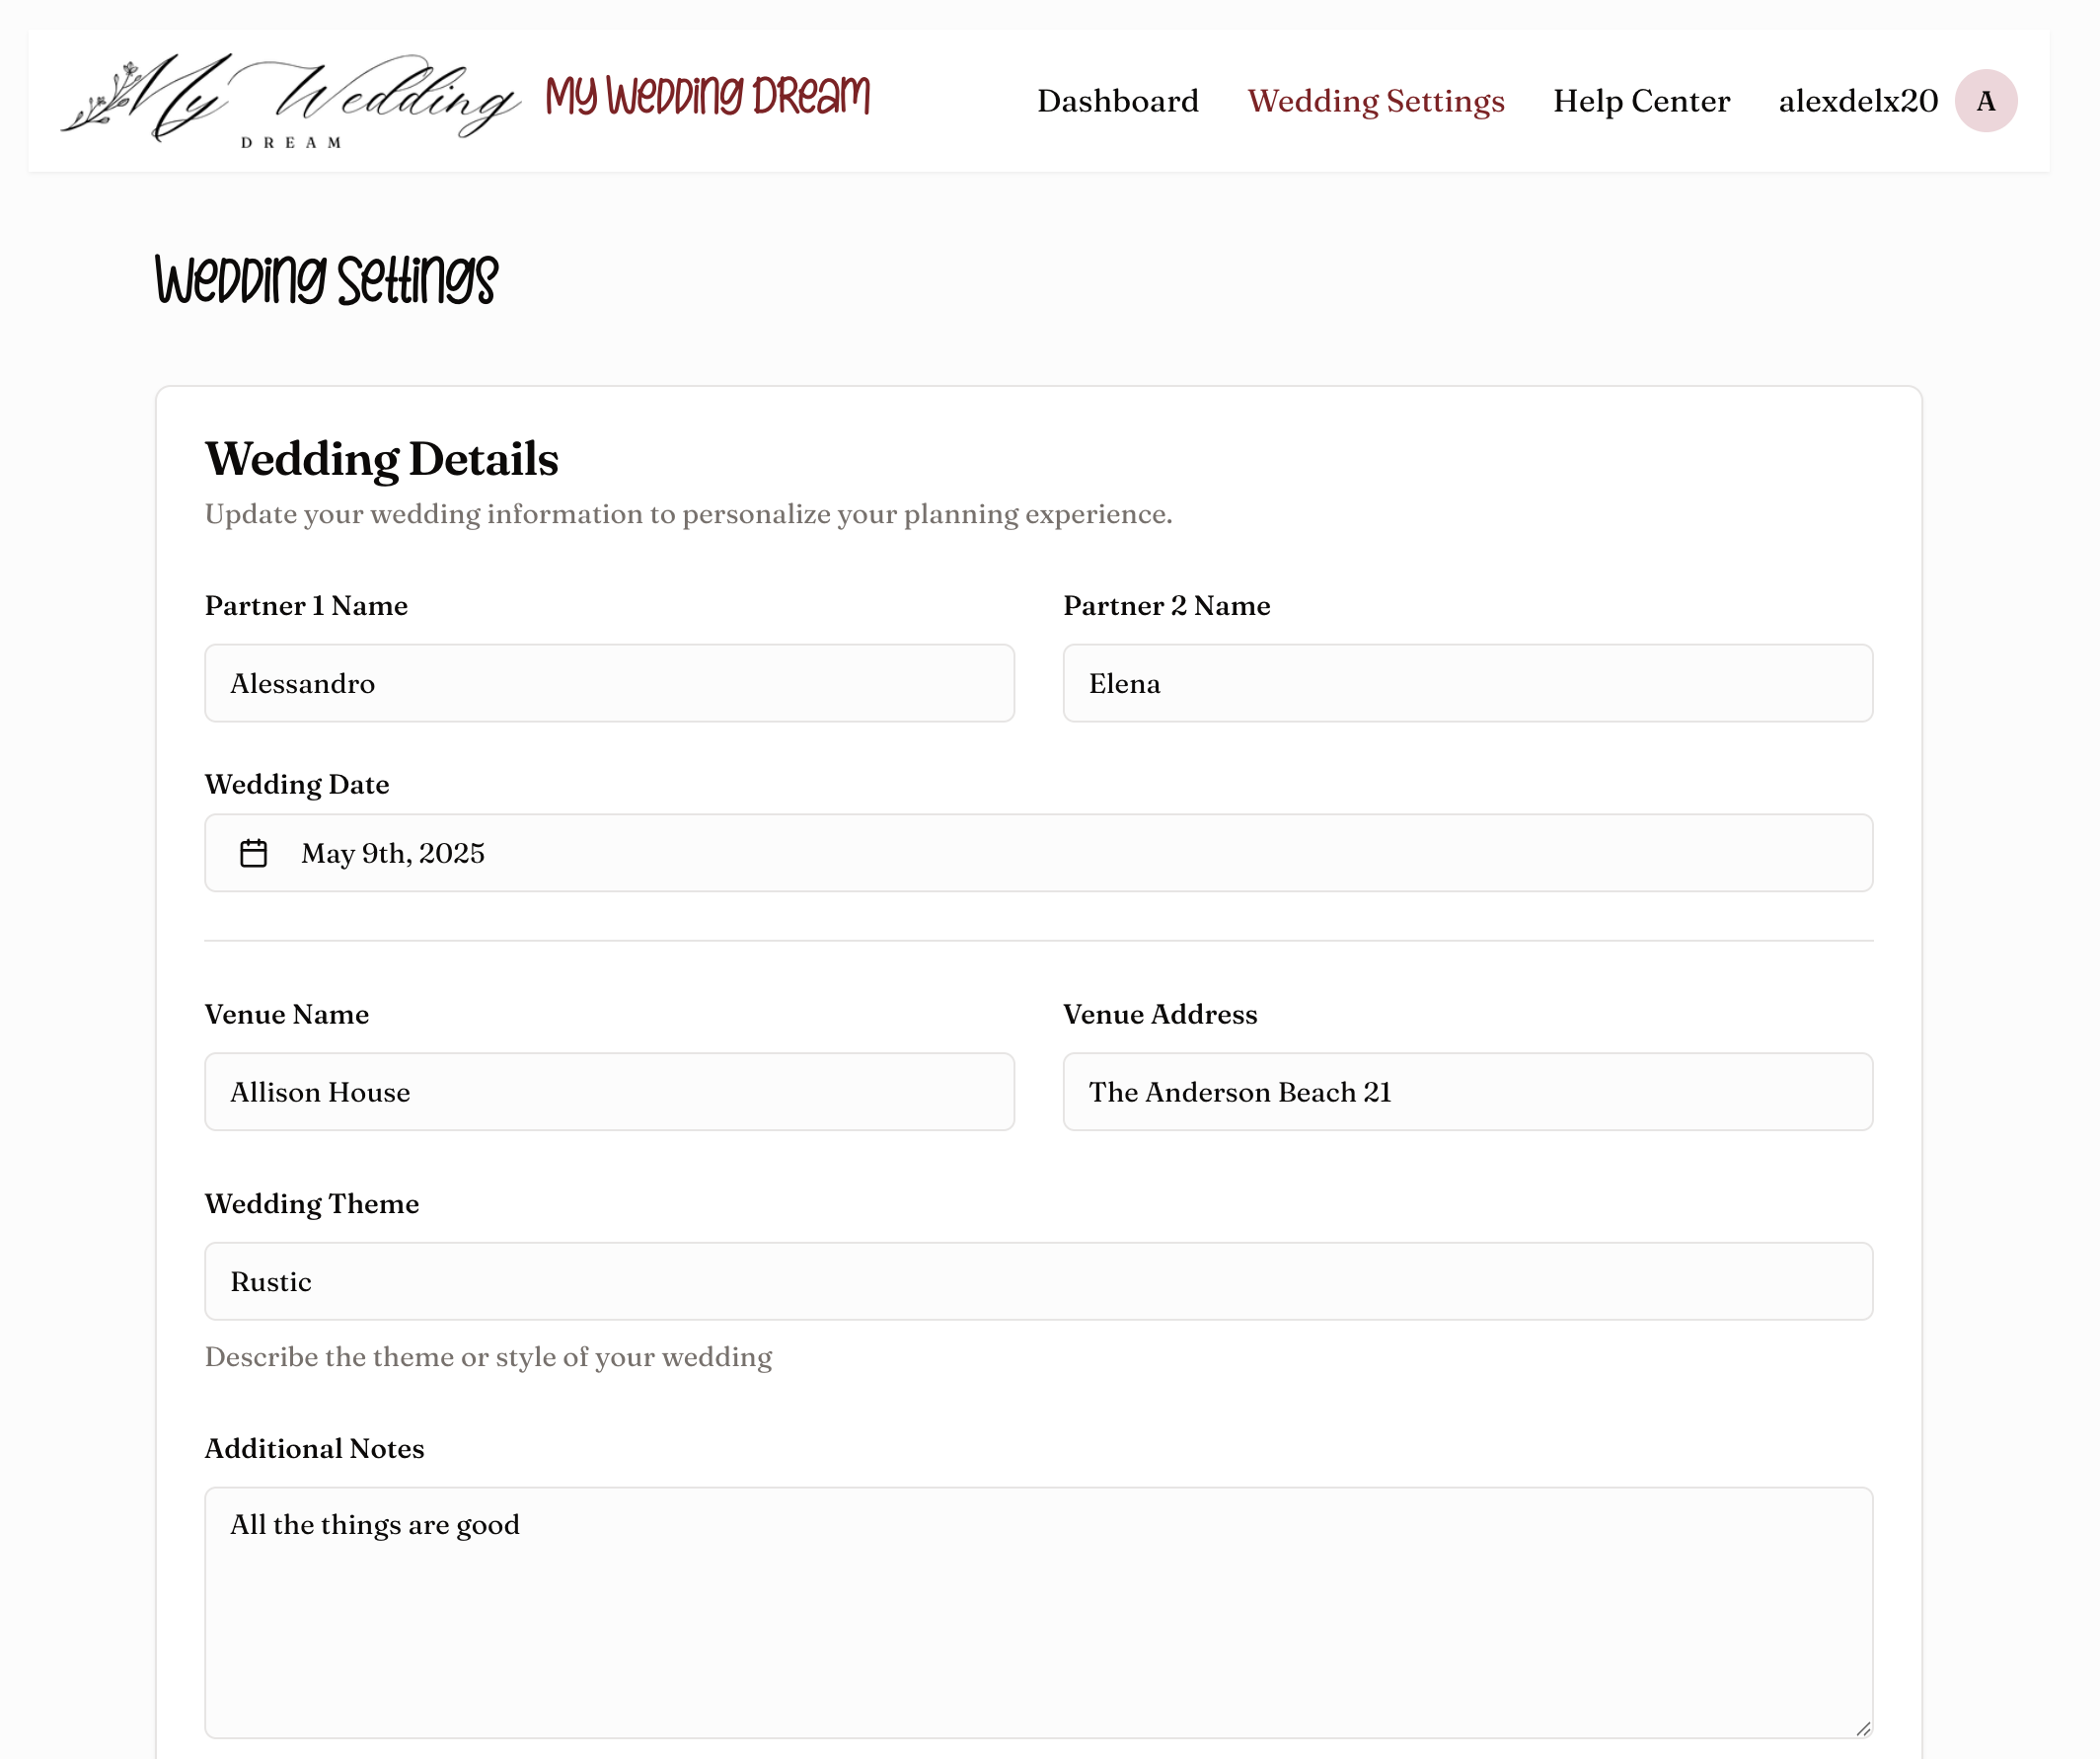 My Wedding
DREAM
My Wedding Dream
Dashboard
Wedding Settings
Help Center
alexdelx20
A
Wedding Settings
Wedding Details
Update your wedding information to personalize your planning experience.
Partner 1 Name
Partner 2 Name
Alessandro
Elena
Wedding Date
May 9th, 2025
Venue Name
Venue Address
Allison House
The Anderson Beach 21
Wedding Theme
Rustic
Describe the theme or style of your wedding
Additional Notes
All the things are good